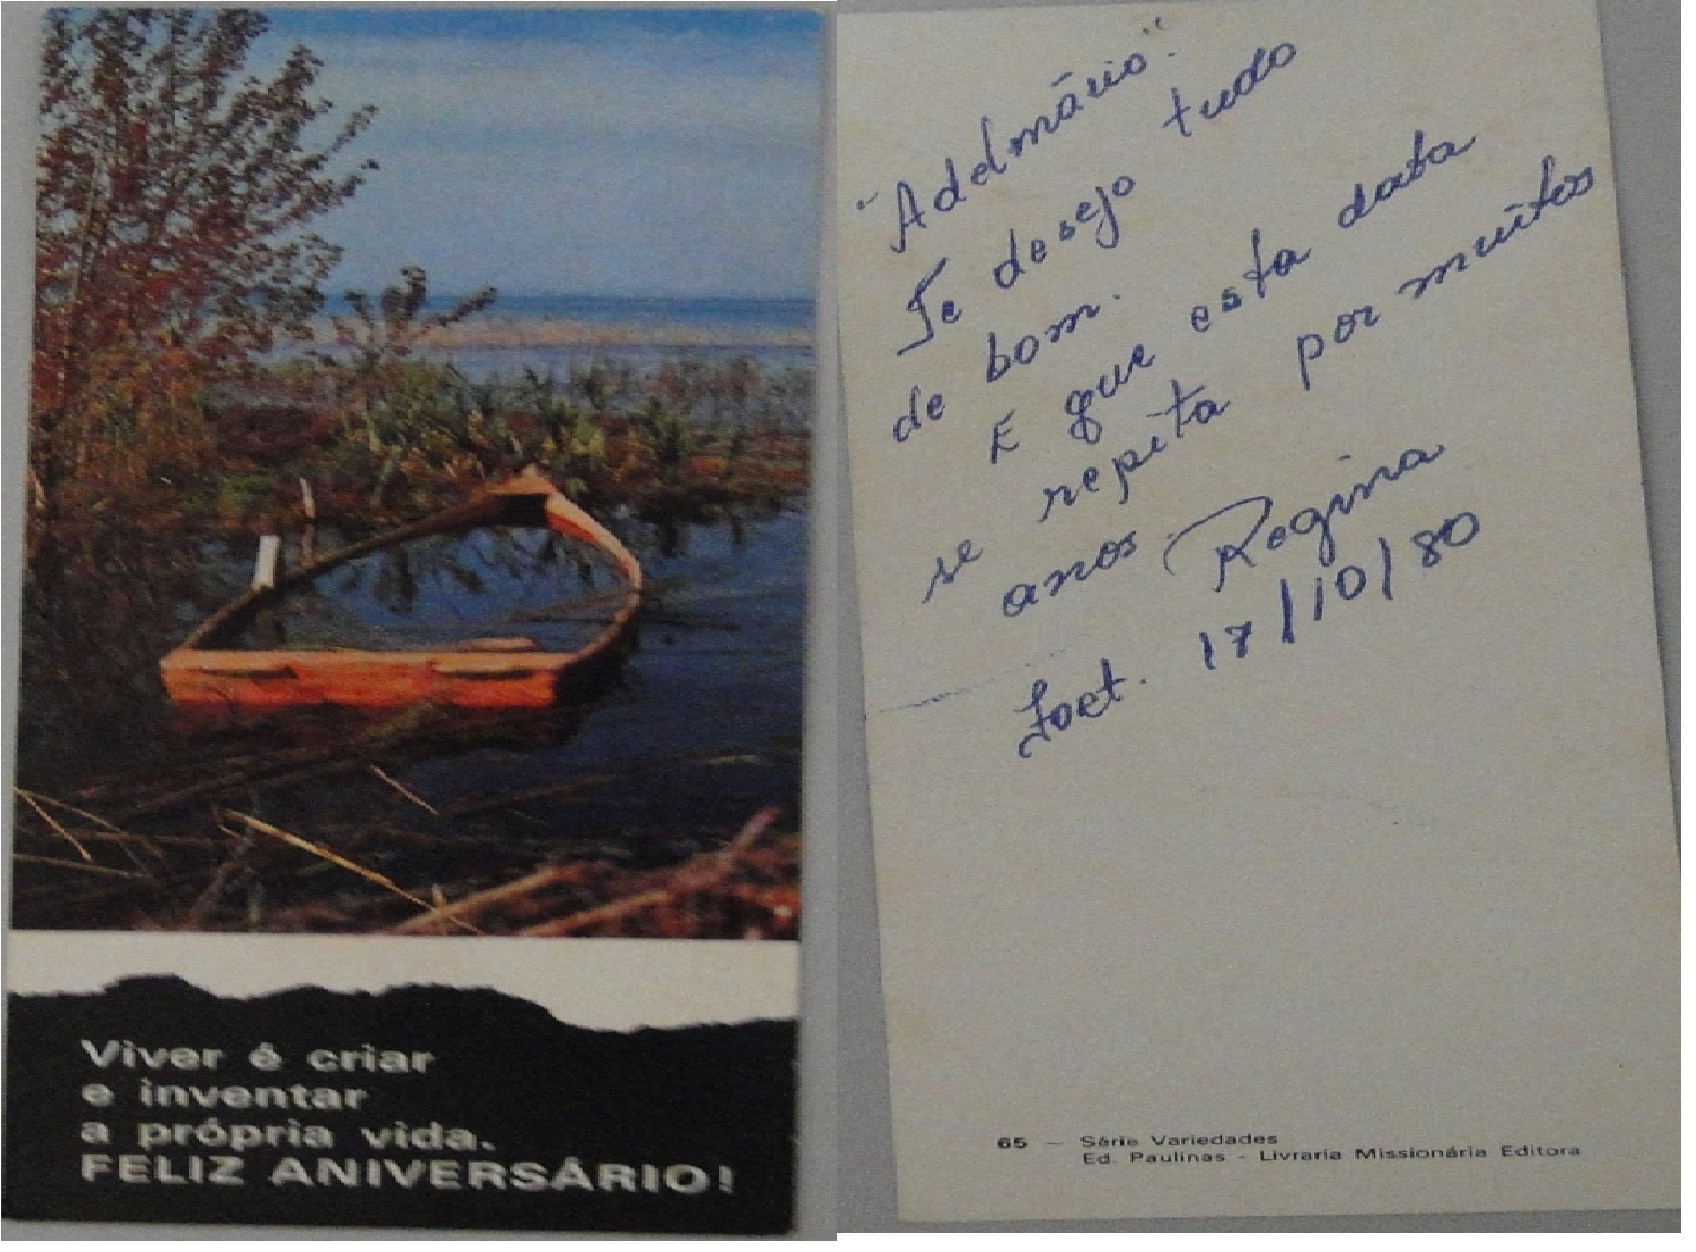 Viver é criar
e inventar
a própria vida.
FELIZ ANIVERSÁRIO!
"Adelmário".
Te desejo tudo
de bom.
E que esta data
se repita por muitos
anos. Regina
17/10/80
65 - Série Variedades
Ed. Paulinas - Livraria Missionária Editora